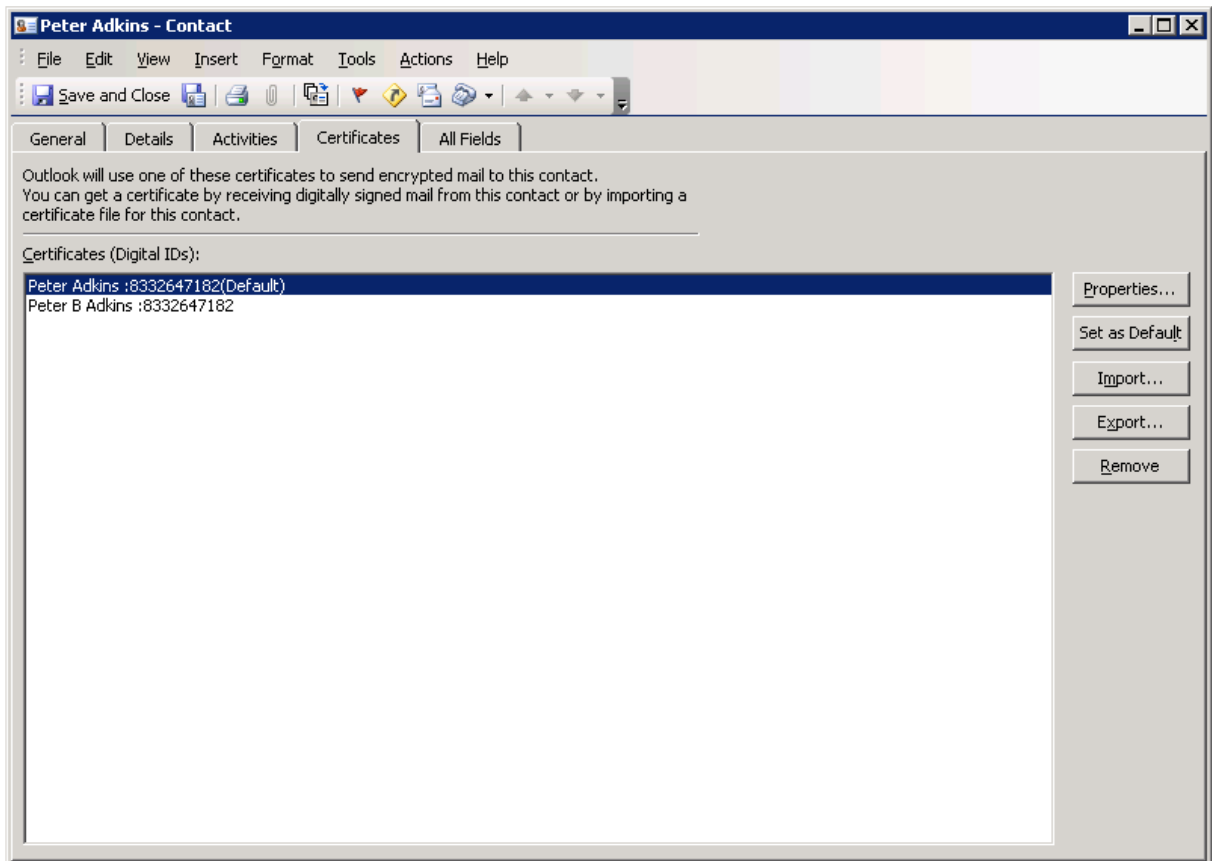 Peter Adkins - Contact
File Edit View Insert Format Tools Actions Help
Save and Close
General Details Activities Certificates All Fields
Outlook will use one of these certificates to send encrypted mail to this contact.
You can get a certificate by receiving digitally signed mail from this contact or by importing a
certificate file for this contact.
Certificates (Digital IDs):
Peter Adkins :8332647182(Default)
Peter B Adkins :8332647182
Properties...
Set as Default
Import...
Export...
Remove